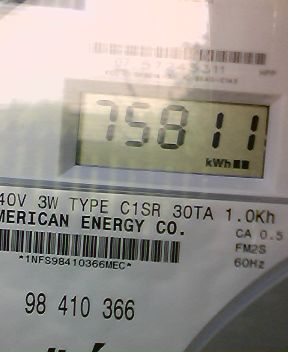 75811
kWh
40V 3W TYPE C1SR 30TA 1.0Kh
MERICAN ENERGY CO.
CA 0.5
FM2S
*1NFS98410366MEC*
60Hz
98 410 366